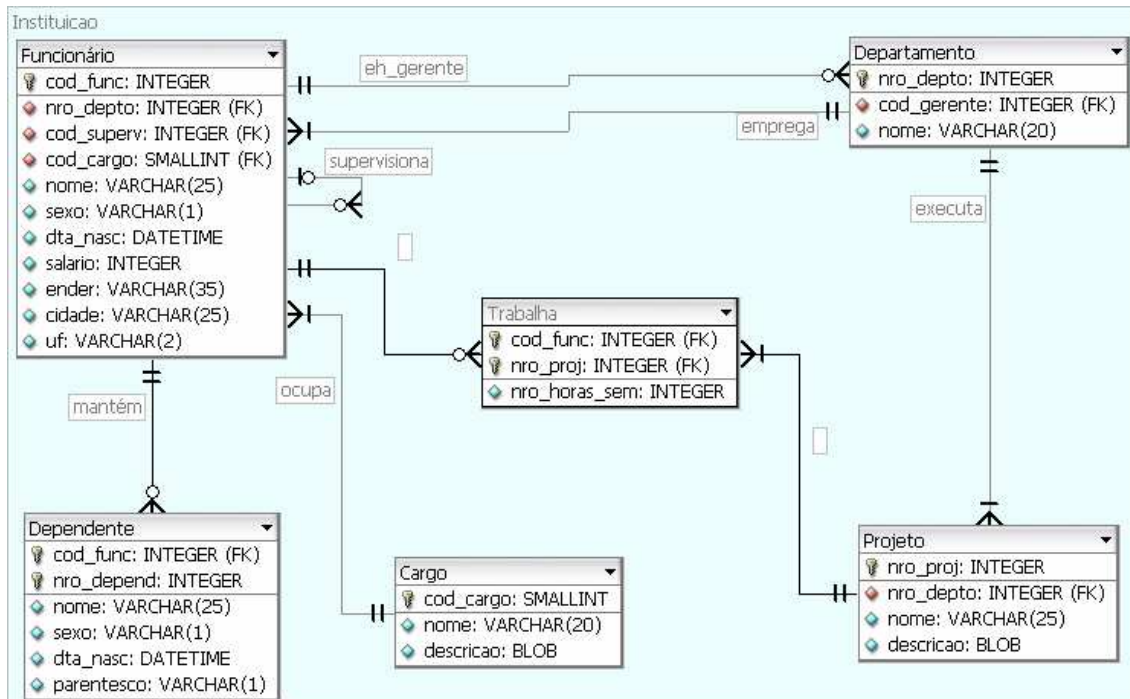 Instituicao
Funcionário
cod_func: INTEGER
nro_depto: INTEGER (FK)
cod_superv: INTEGER (FK)
cod_cargo: SMALLINT (FK)
nome: VARCHAR(25)
sexo: VARCHAR(1)
dta_nasc: DATETIME
salario: INTEGER
ender: VARCHAR(35)
cidade: VARCHAR(25)
uf: VARCHAR(2)
eh_gerente
emprega
supervisiona
Departamento
nro_depto: INTEGER
cod_gerente: INTEGER (FK)
nome: VARCHAR(20)
executa
Trabalha
cod_func: INTEGER (FK)
nro_proj: INTEGER (FK)
nro_horas_sem: INTEGER
mantém
ocupa
Dependente
cod_func: INTEGER (FK)
nro_depend: INTEGER
nome: VARCHAR(25)
sexo: VARCHAR(1)
dta_nasc: DATETIME
parentesco: VARCHAR(1)
Cargo
cod_cargo: SMALLINT
nome: VARCHAR(20)
descricao: BLOB
Projeto
nro_proj: INTEGER
nro_depto: INTEGER (FK)
nome: VARCHAR(25)
descricao: BLOB